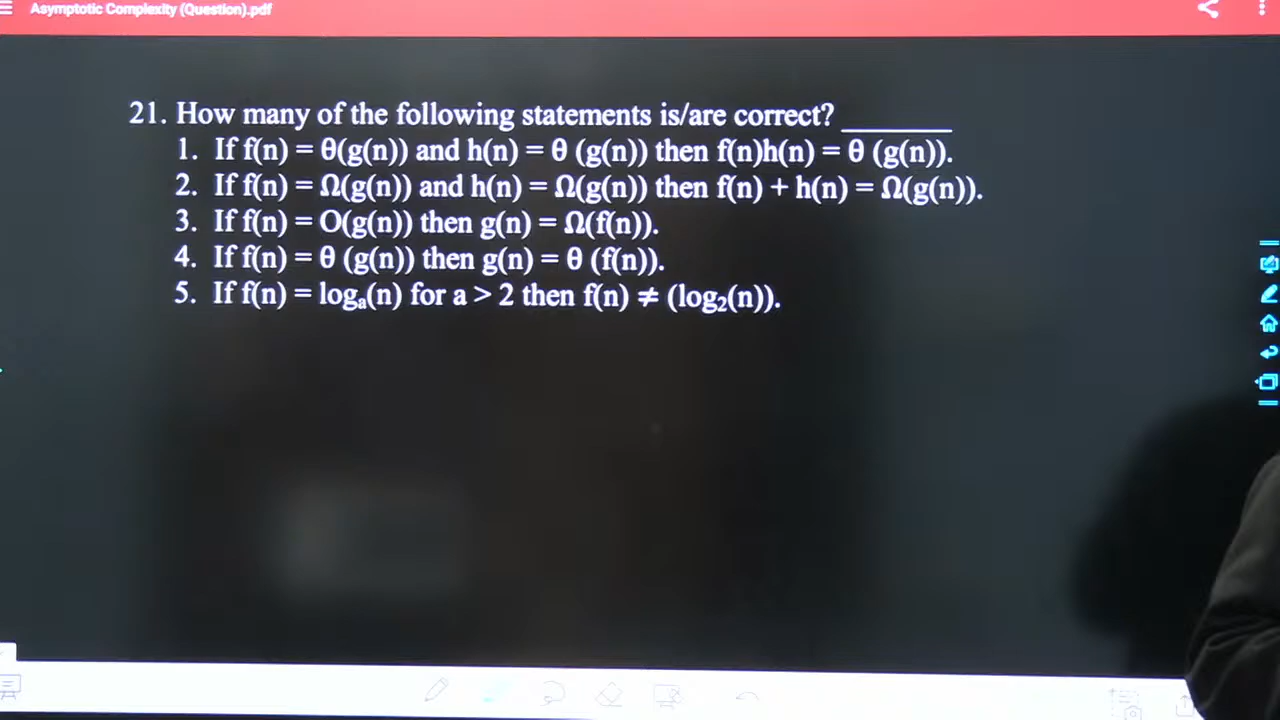 Asymptotic Complexity (Question).pdf
21. How many of the following statements is/are correct? ________
1. If f(n) = θ(g(n)) and h(n) = θ (g(n)) then f(n)h(n) = θ (g(n)).
2. If f(n) = Ω(g(n)) and h(n) = Ω(g(n)) then f(n) + h(n) = Ω(g(n)).
3. If f(n) = O(g(n)) then g(n) = Ω(f(n)).
4. If f(n) = θ (g(n)) then g(n) = θ (f(n)).
5. If f(n) = logₐ(n) for a > 2 then f(n) ≠ (log₂(n)).